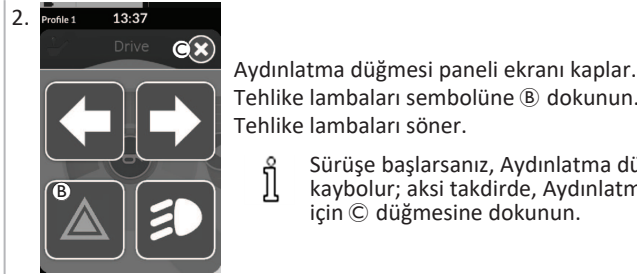 2.
Profile 1 13:37
Drive
C
Aydınlatma düğmesi paneli ekranı kaplar.
Tehlike lambaları sembolüne Ⓑ dokunun.
Tehlike lambaları söner.
B
Sürüşe başlarsanız, Aydınlatma
kaybolur; aksi takdirde,
için Ⓒ düğmesine dokunun.